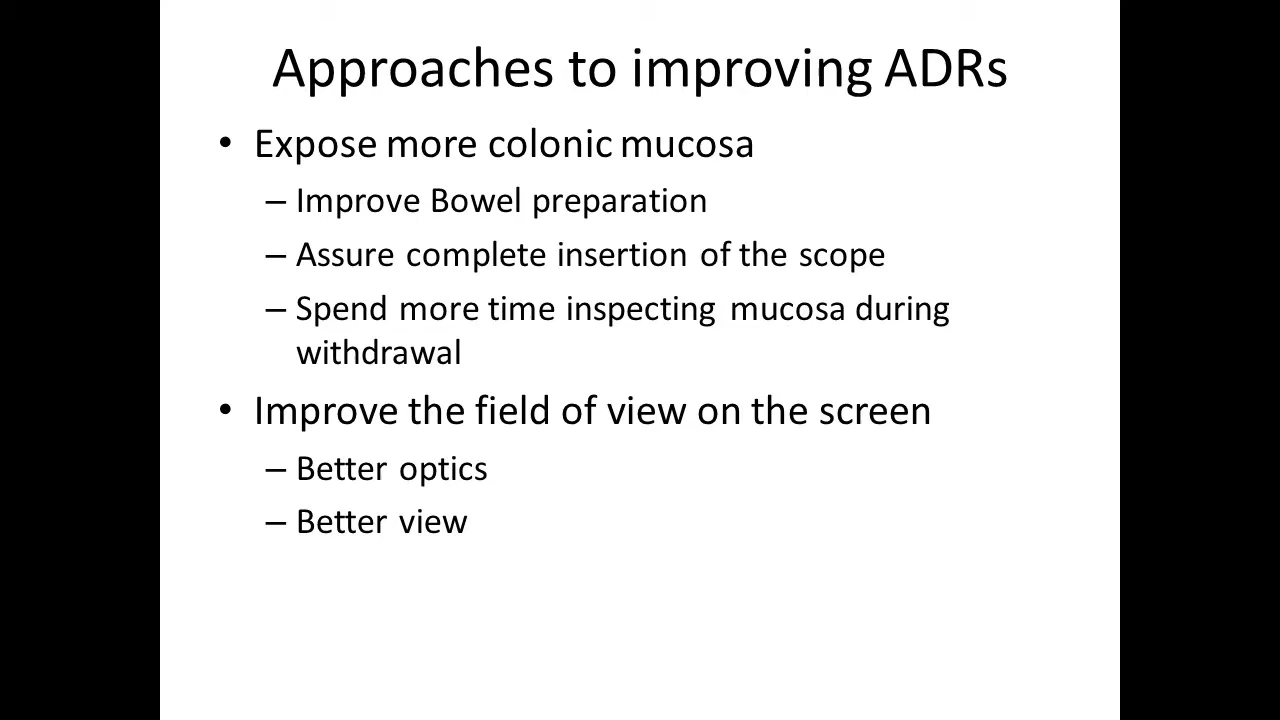 Approaches to improving ADRs
• Expose more colonic mucosa
– Improve Bowel preparation
– Assure complete insertion of the scope
– Spend more time inspecting mucosa during
withdrawal
• Improve the field of view on the screen
– Better optics
– Better view